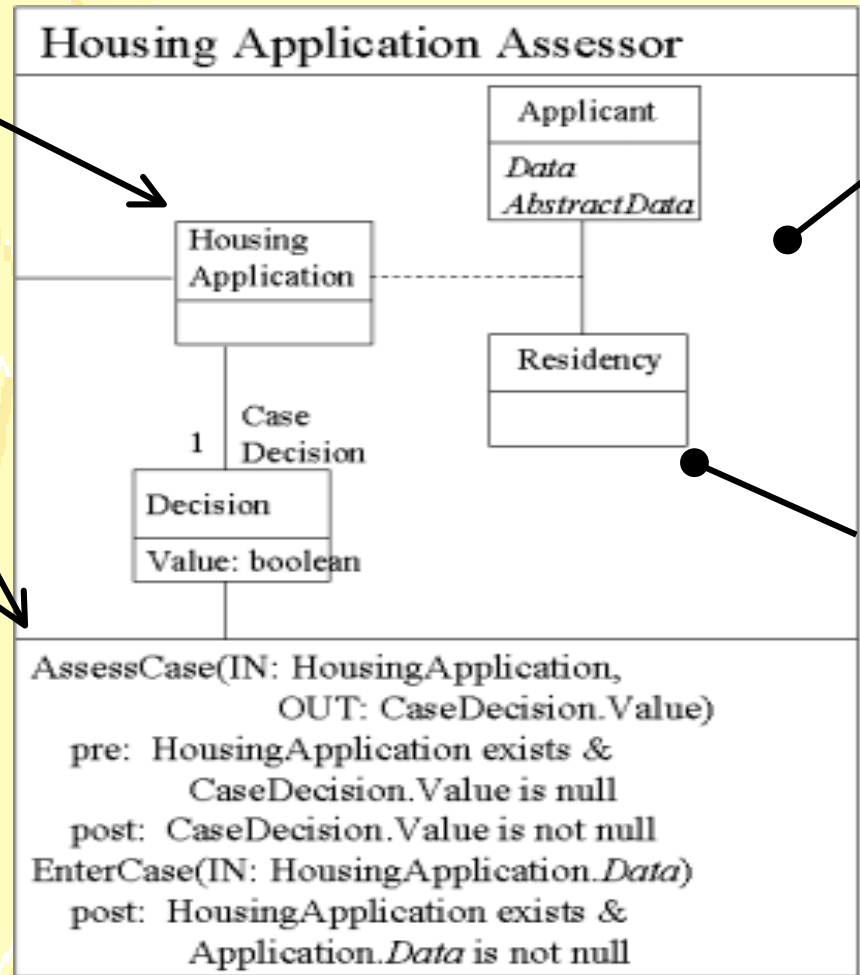 Housing Application Assessor
Applicant
Data
AbstractData
Housing
Application
Residency
Case
1 Decision
Decision
Value: boolean
AssessCase(IN: HousingApplication,
OUT: CaseDecision.Value)
pre: HousingApplication exists &
CaseDecision.Value is null
post: CaseDecision.Value is not null
EnterCase(IN: HousingApplication.Data)
post: HousingApplication exists &
Application.Data is not null